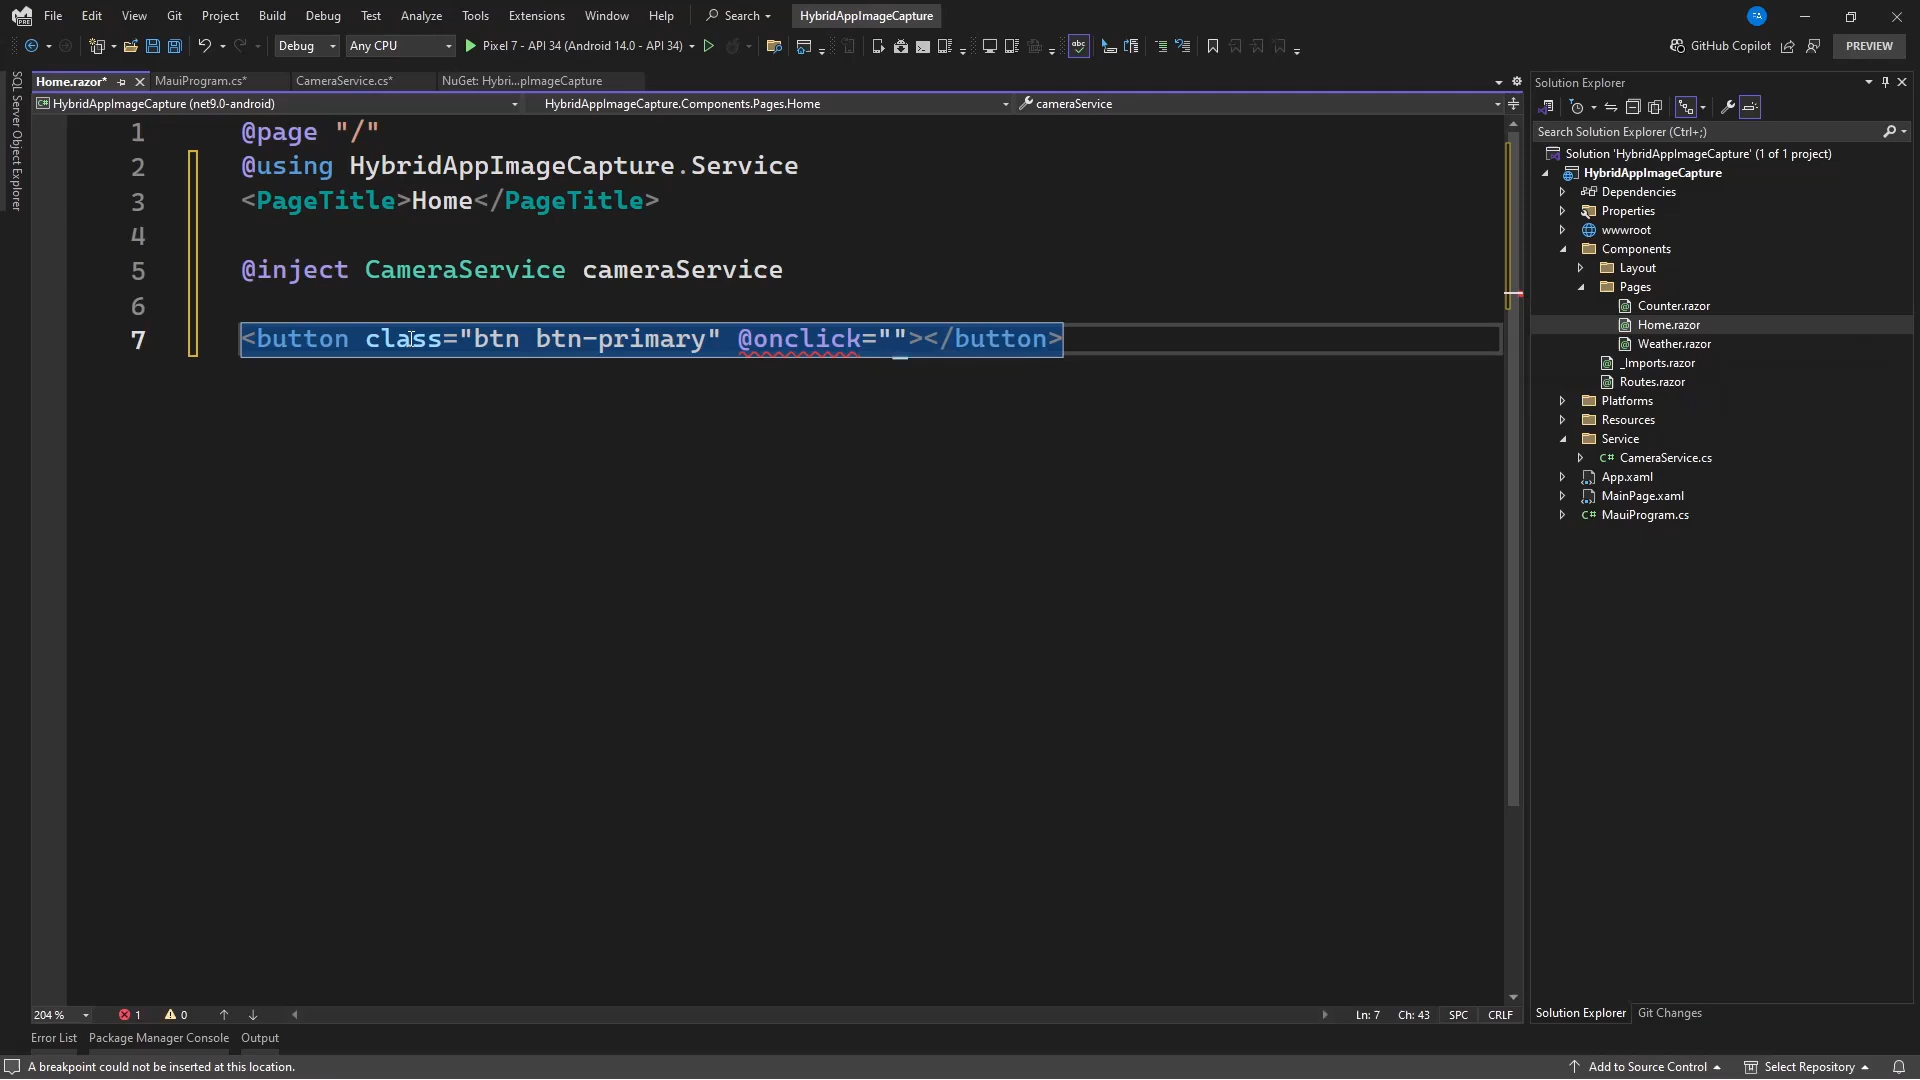 File Edit View Git Project Build Debug Test Analyze Tools Extensions Window Help Search HybridAppImageCapture FA
Debug Any CPU Pixel 7 - API 34 (Android 14.0 - API 34) abc GitHub Copilot PREVIEW
SQL Server Object Explorer
Home.razor* MauiProgram.cs* CameraService.cs* NuGet: Hybri...pImageCapture
HybridAppImageCapture (net9.0-android) HybridAppImageCapture.Components.Pages.Home cameraService
1 @page "/"
2 @using HybridAppImageCapture.Service
3 <PageTitle>Home</PageTitle>
4
5 @inject CameraService cameraService
6
7 <button class="btn btn-primary" @onclick=""></button>
Solution Explorer
Search Solution Explorer (Ctrl+;)
Solution 'HybridAppImageCapture' (1 of 1 project)
HybridAppImageCapture
Dependencies
Properties
wwwroot
Components
Layout
Pages
Counter.razor
Home.razor
Weather.razor
_Imports.razor
Routes.razor
Platforms
Resources
Service
C# CameraService.cs
App.xaml
MainPage.xaml
C# MauiProgram.cs
204 % 1 0 Ln: 7 Ch: 43 SPC CRLF
Solution Explorer Git Changes
Error List Package Manager Console Output
A breakpoint could not be inserted at this location. Add to Source Control Select Repository